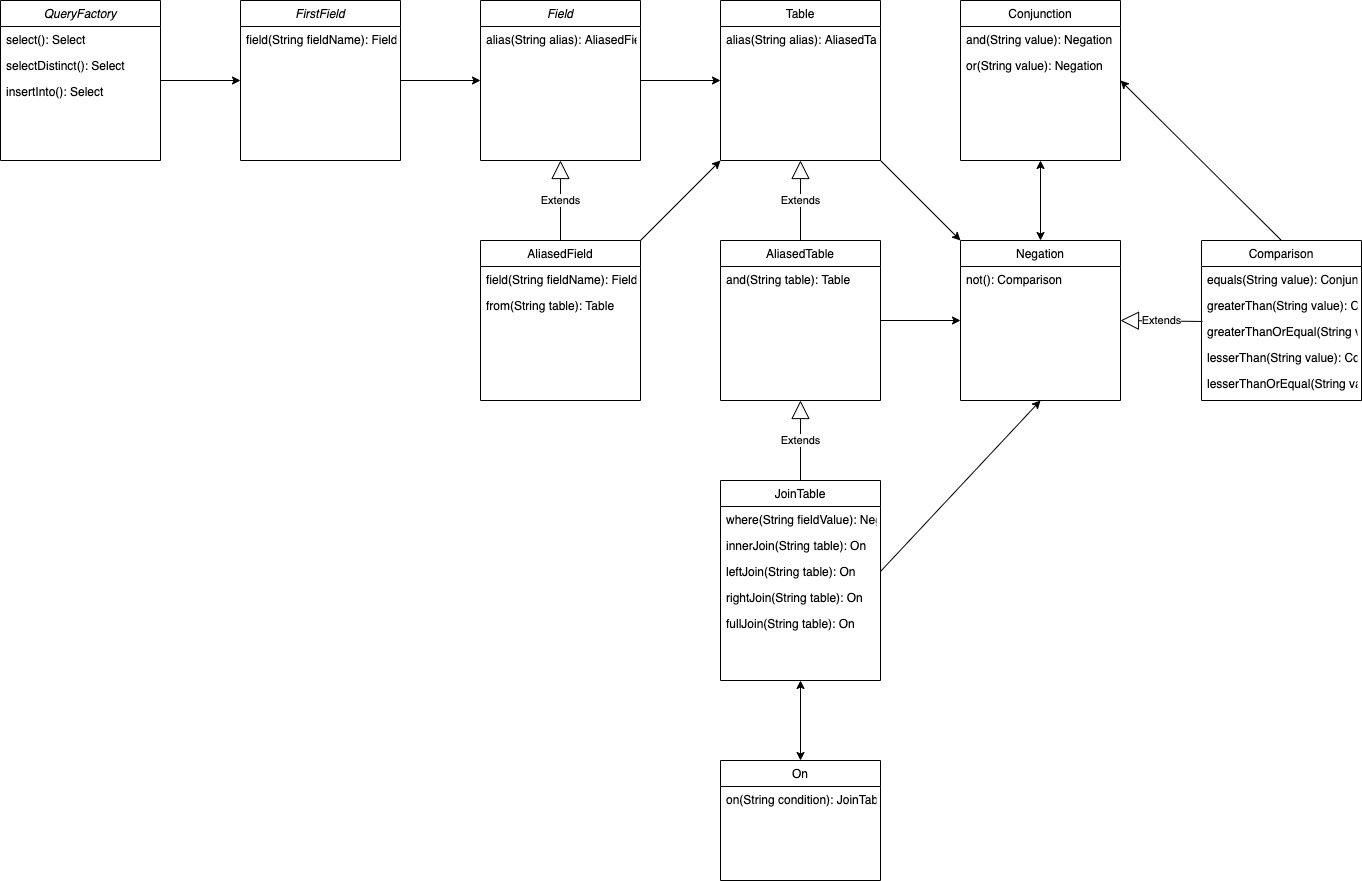 QueryFactory
select(): Select
selectDistinct(): Select
insertInto(): Select
FirstField
field(String fieldName): Field
Field
alias(String alias): AliasedFie
Table
alias(String alias): AliasedTa
Conjunction
and(String value): Negation
or(String value): Negation
Extends
Extends
AliasedField
field(String fieldName): Field
from(String table): Table
AliasedTable
and(String table): Table
Negation
not(): Comparison
Extends
Comparison
equals(String value): Conjun
greaterThan(String value): C
greaterThanOrEqual(String v
lesserThan(String value): Co
lesserThanOrEqual(String va
Extends
JoinTable
where(String fieldValue): Neg
innerJoin(String table): On
leftJoin(String table): On
rightJoin(String table): On
fullJoin(String table): On
On
on(String condition): JoinTab